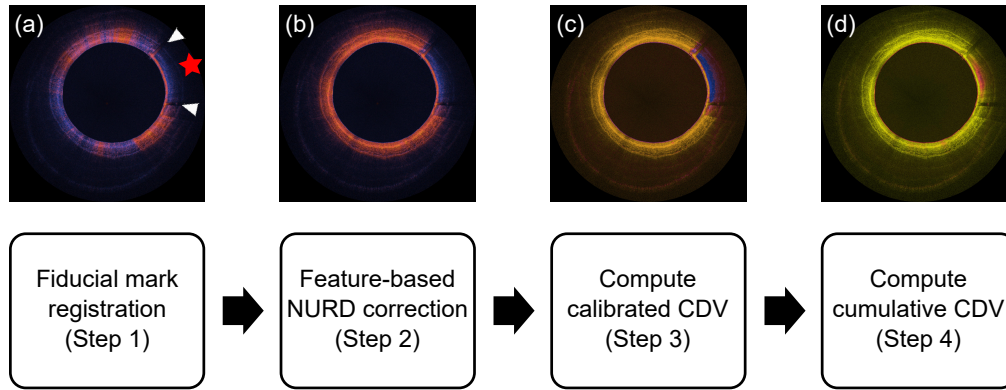 (a)
(b)
(c)
(d)
Fiducial mark
registration
(Step 1)
Feature-based
NURD correction
(Step 2)
Compute
calibrated CDV
(Step 3)
Compute
cumulative CDV
(Step 4)